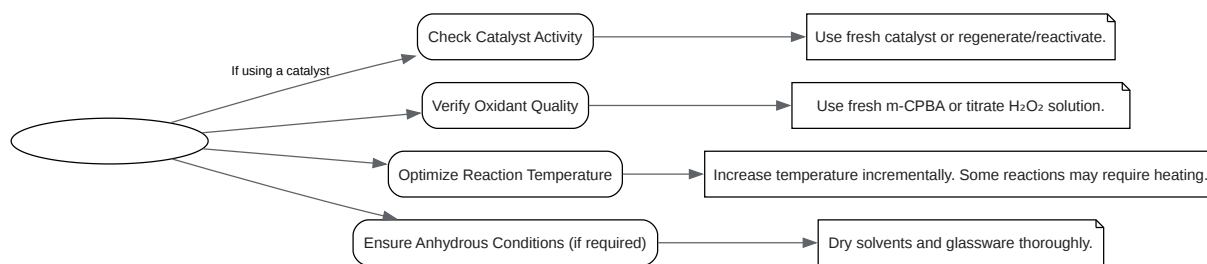 Check Catalyst Activity
Use fresh catalyst or regenerate/reactivate.
If using a catalyst
Verify Oxidant Quality
Use fresh m-CPBA or titrate H₂O₂ solution.
Optimize Reaction Temperature
Increase temperature incrementally. Some reactions may require heating.
Ensure Anhydrous Conditions (if required)
Dry solvents and glassware thoroughly.